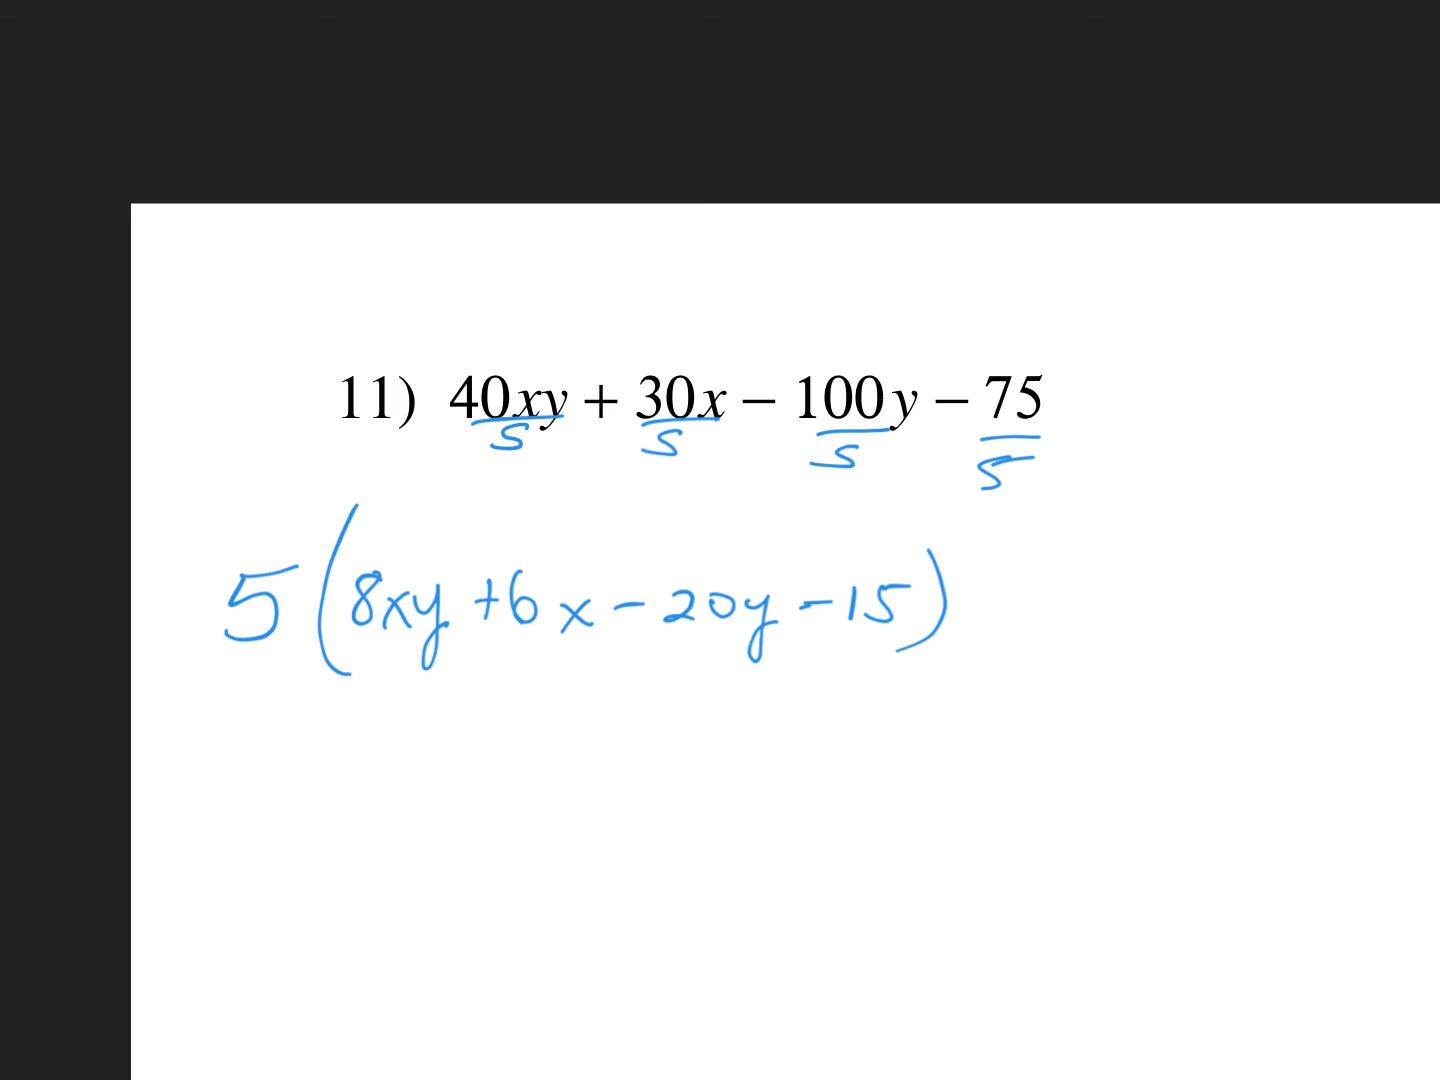 11) 40xy + 30x − 100y − 75
5 5 5 5
5(8xy + 6x − 20y − 15)